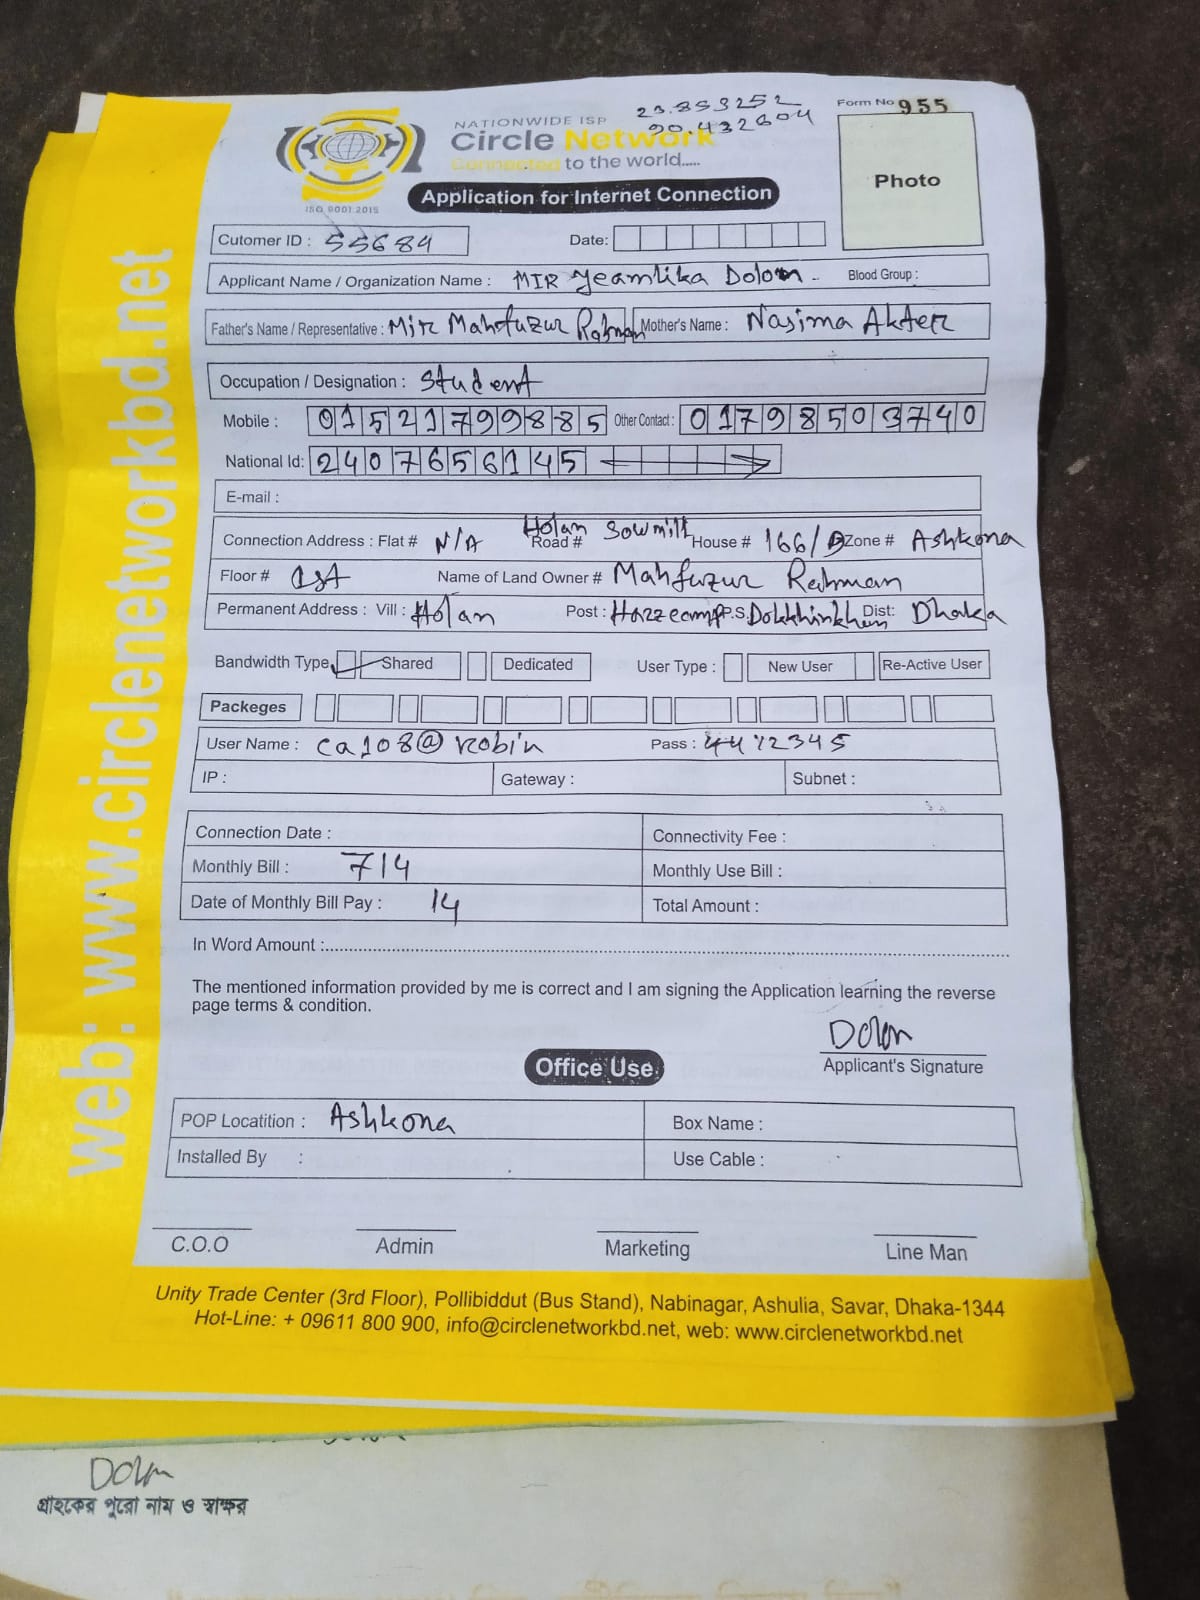 23.853252
90.432604
Form No 955
NATIONWIDE ISP
Circle Network
Connected to the world.....
ISO 9001:2015
Photo
Application for Internet Connection
Cutomer ID : 55684 Date:
Applicant Name / Organization Name : MIR Jeamlika Dolon Blood Group :
Father's Name / Representative : Mir Mahfuzur Rahman Mother's Name : Nasima Akter
Occupation / Designation : Student
Mobile : 01521799885 Other Contact : 01798503740
National Id: 2407656145
E-mail :
Connection Address : Flat # N/A Road # Holan Sowmill House # 166/ Zone # Ashkona
Floor # 1st Name of Land Owner # Mahfuzur Rahman
Permanent Address : Vill : Holan Post : Hazzcamp P.S. Dokkhinkhan Dist: Dhaka
Bandwidth Type Shared Dedicated User Type : New User Re-Active User
Packeges
User Name : ca108@robin Pass : 12345
IP : Gateway : Subnet :
Connection Date : Connectivity Fee :
Monthly Bill : 714 Monthly Use Bill :
Date of Monthly Bill Pay : 14 Total Amount :
In Word Amount :
The mentioned information provided by me is correct and I am signing the Application learning the reverse
page terms & condition.
Dolon
Applicant's Signature
Office Use
POP Locatition : Ashkona Box Name :
Installed By : Use Cable :
C.O.O Admin Marketing Line Man
Unity Trade Center (3rd Floor), Pollibiddut (Bus Stand), Nabinagar, Ashulia, Savar, Dhaka-1344
Hot-Line: + 09611 800 900, info@circlenetworkbd.net, web: www.circlenetworkbd.net
web: www.circlenetworkbd.net
Dolon
গ্রাহকের পুরো নাম ও স্বাক্ষর